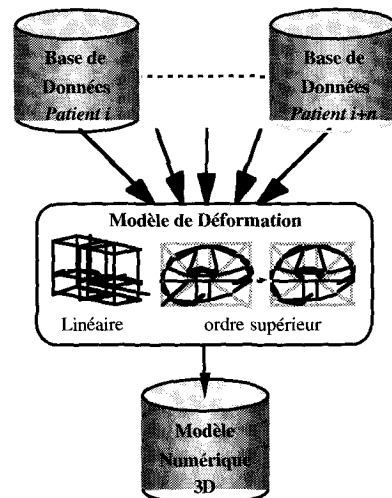 Base de
Données
Patient i
Base de
Données
Patient i+n
Modèle de Déformation
Linéaire
ordre supérieur
Modèle
Numérique
3D